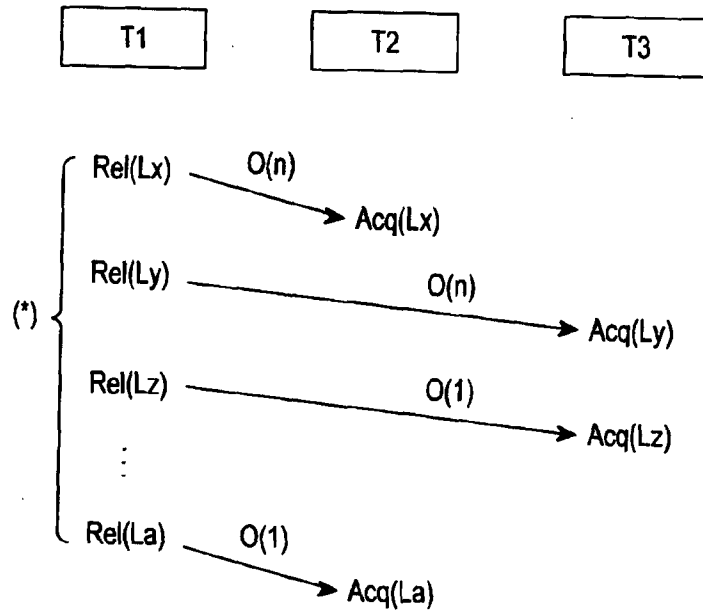 T1 T2 T3
Rel(Lx) O(n)
Acq(Lx)
Rel(Ly) O(n)
(*) Acq(Ly)
Rel(Lz) O(1)
Acq(Lz)
Rel(La) O(1)
Acq(La)